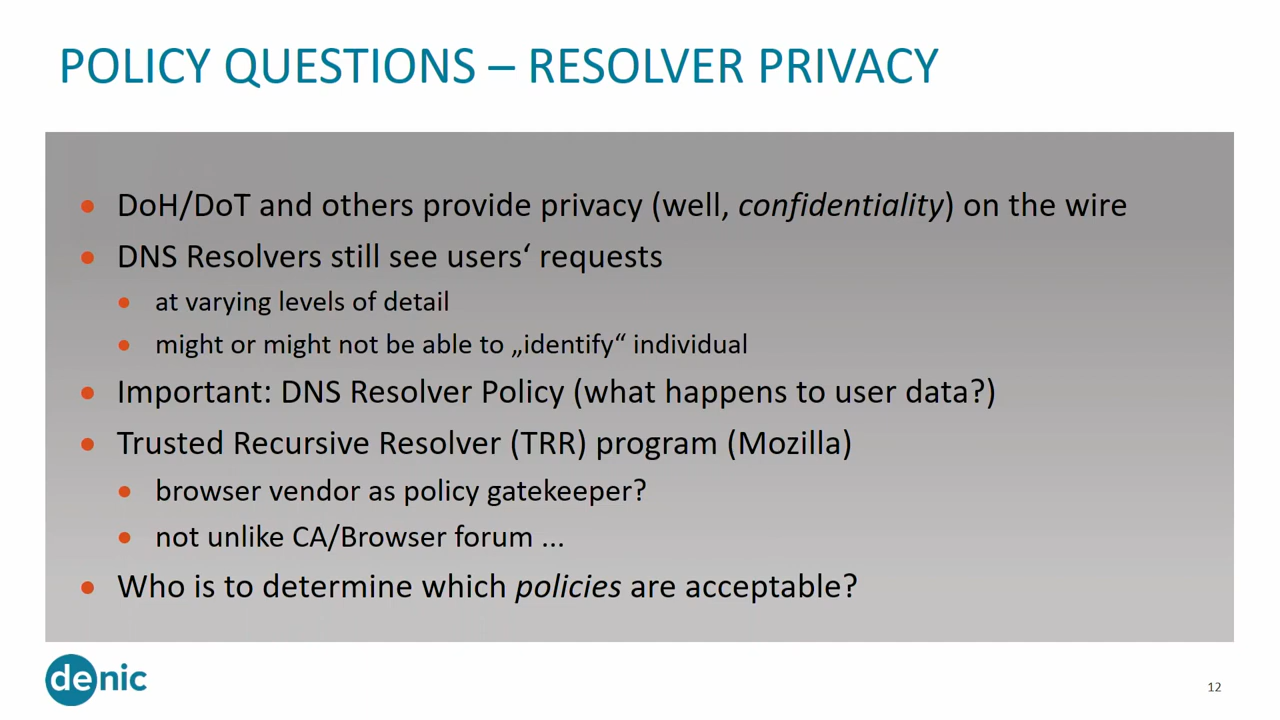 POLICY QUESTIONS – RESOLVER PRIVACY
• DoH/DoT and others provide privacy (well, confidentiality) on the wire
• DNS Resolvers still see users‘ requests
• at varying levels of detail
• might or might not be able to „identify“ individual
• Important: DNS Resolver Policy (what happens to user data?)
• Trusted Recursive Resolver (TRR) program (Mozilla)
• browser vendor as policy gatekeeper?
• not unlike CA/Browser forum ...
• Who is to determine which policies are acceptable?
denic
12